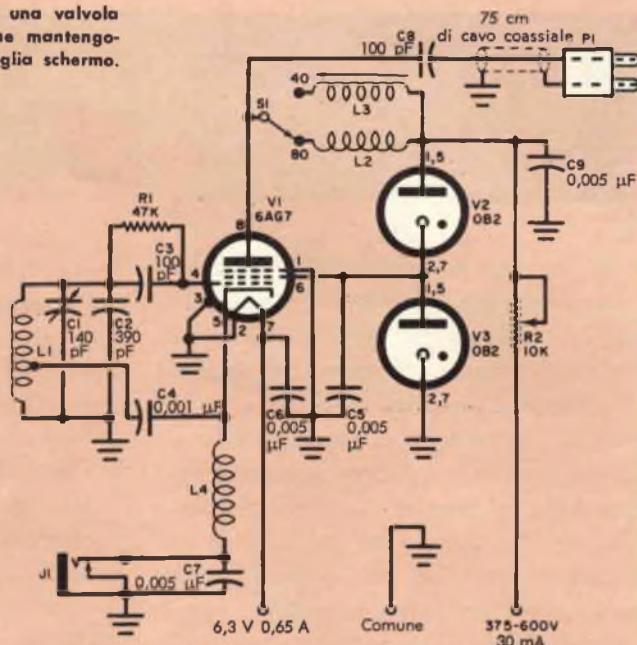 una valvola
ne mantengo-
glia schermo.
C8
100 pF
75 cm
di cavo coassiale P1
40
S1
80
L3
L2
C9
0,005 µF
1,5
V2
OB2
2,7
1,5
V3
OB2
2,7
R2
10K
R1
47K
V1
6AG7
8
C3
100
pF
4
1
6
3
5
2
7
L1
C1
140
pF
C2
390
pF
C4
0,001 µF
C6
0,005
µF
C5
0,005
µF
L4
J1
C7
0,005 µF
6,3 V 0,65 A
Comune
375-600V
30 mA